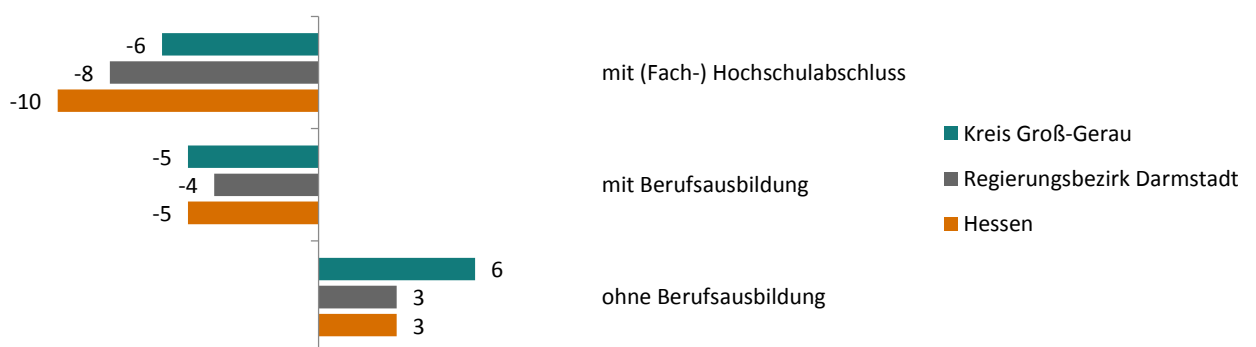 -6
-8
mit (Fach-) Hochschulabschluss
-10
Kreis Groß-Gerau
-5
-4
mit Berufsausbildung
Regierungsbezirk Darmstadt
-5
Hessen
6
3
ohne Berufsausbildung
3